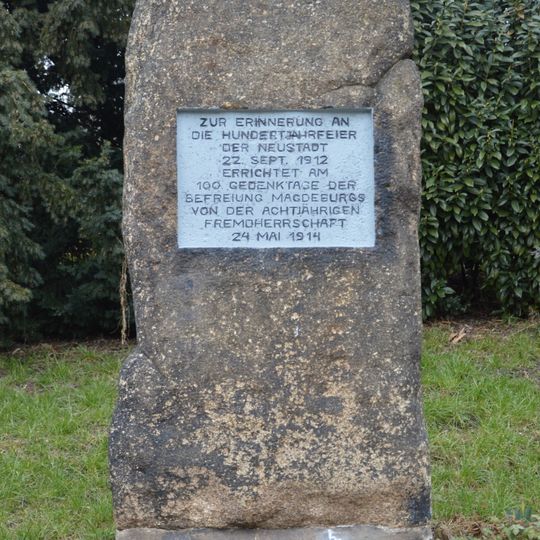 ZUR ERINNERUNG AN
DIE HUNDERTJAHRFEIER
DER NEUSTADT
22. SEPT. 1912
ERRICHTET AM
100 GEDENKTAGE DER
BEFREIUNG MAGDEBURGS
VON DER ACHTJÄHRIGEN
FREMDHERRSCHAFT
24 MAI 1914